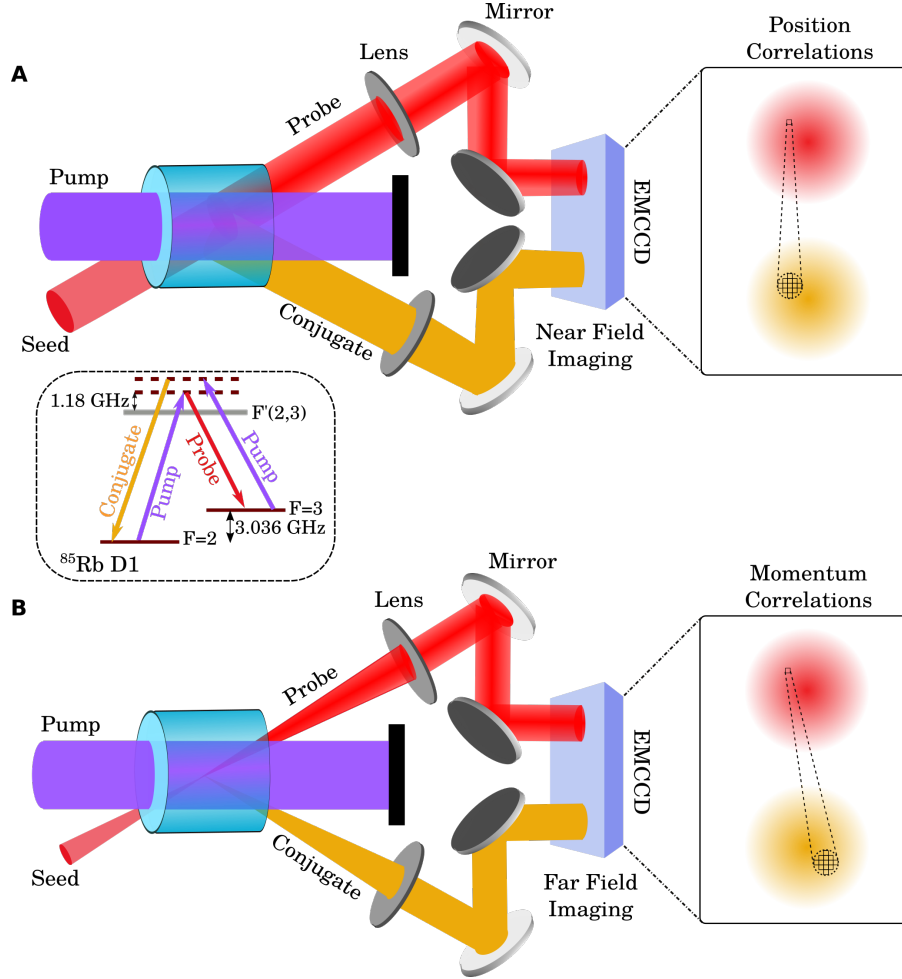 A
Mirror
Lens
Probe
Pump
Seed
Conjugate
EMCCD
Near Field
Imaging
Position
Correlations
1.18 GHz
F'(2,3)
Conjugate
Pump
Probe
Pump
F=3
3.036 GHz
F=2
⁸⁵Rb D1
B
Mirror
Lens
Probe
Pump
Seed
Conjugate
EMCCD
Far Field
Imaging
Momentum
Correlations